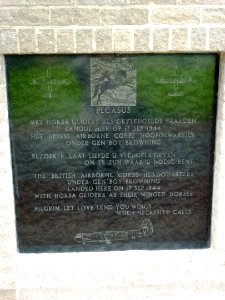 PEGASUS
MET HORSA GLIDERS ALS GEVLEUGELDE PAARDEN
LANDDE HIER OP 17 SEP 1944
HET BRITISH AIRBORNE CORPS HOOFDKWARTIER
ONDER GEN BOY BROWNING
BEZOEKER LAAT LIEFDE U VLEUGELS GEVEN
OM TE ZIJN WAAR U NODIG BENT
THE BRITISH AIRBORNE CORPS HEADQUARTERS
UNDER GEN BOY BROWNING
LANDED HERE ON 17 SEP 1944
WITH HORSA GLIDERS AS THEIR WINGED HORSES
PILGRIM LET LOVE LEND YOU WINGS
WHEN NECESSITY CALLS